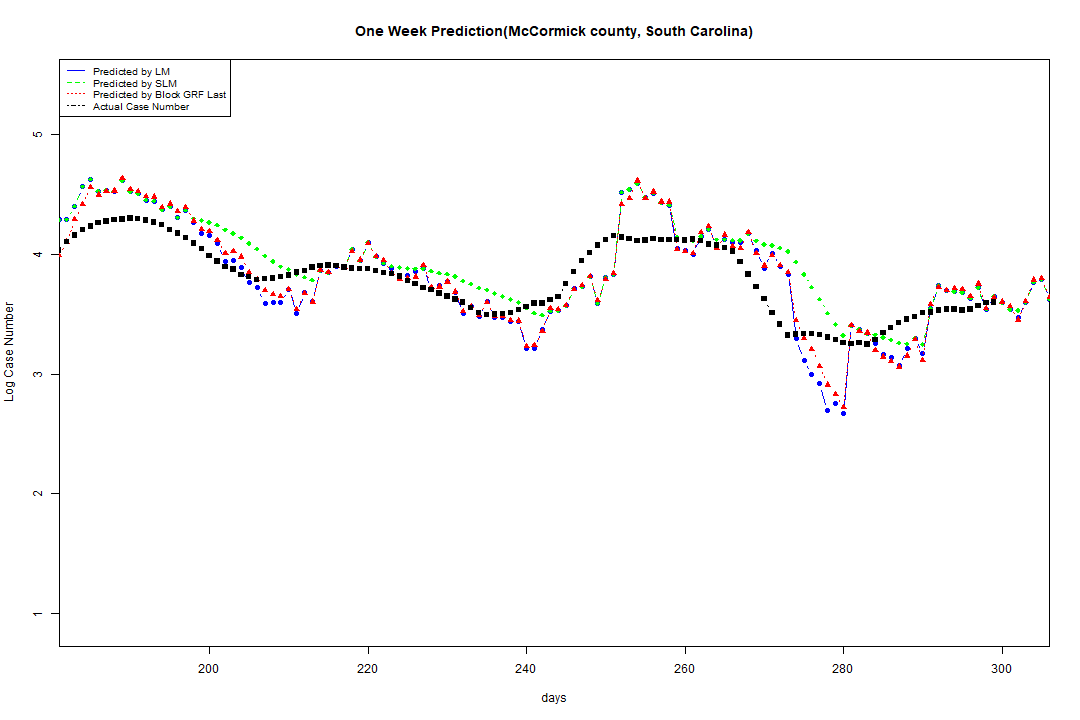 One Week Prediction(McCormick county, South Carolina)
Predicted by LM
Predicted by SLM
Predicted by Block GRF Last
Actual Case Number
5
4
3
2
1
Log Case Number
200 220 240 260 280 300
days